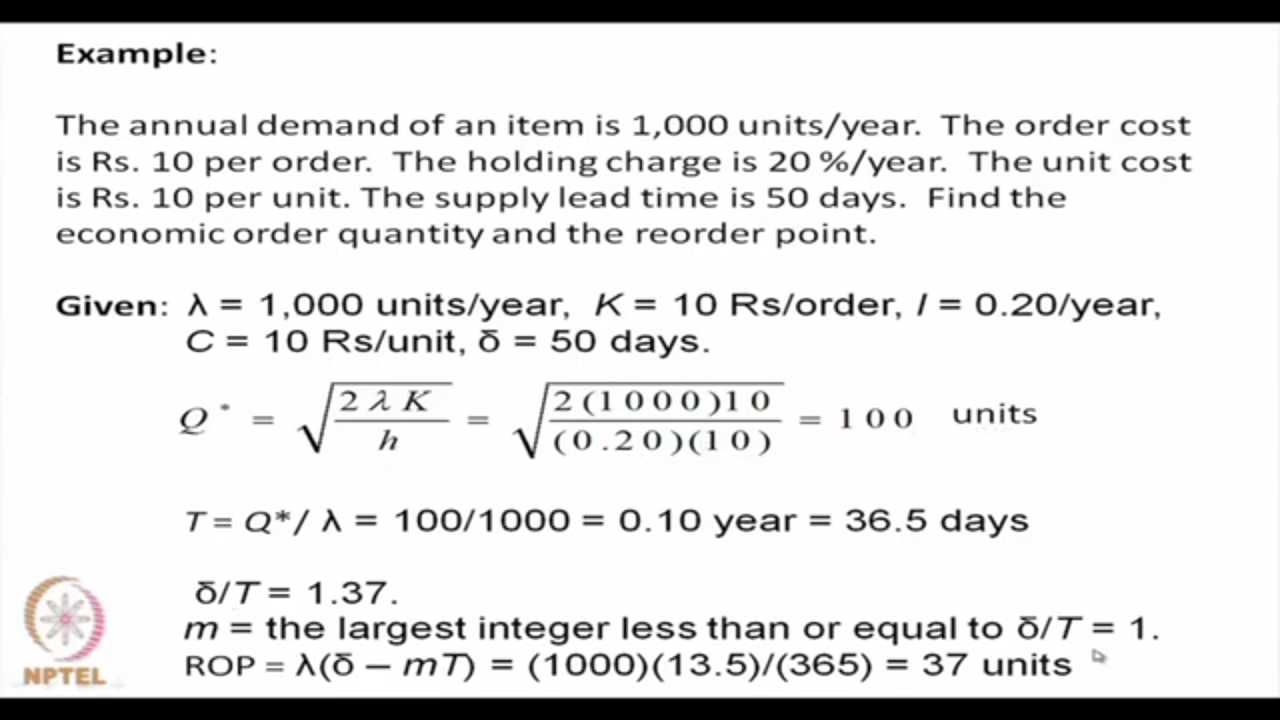 Example:
The annual demand of an item is 1,000 units/year. The order cost
is Rs. 10 per order. The holding charge is 20 %/year. The unit cost
is Rs. 10 per unit. The supply lead time is 50 days. Find the
economic order quantity and the reorder point.
Given: λ = 1,000 units/year, K = 10 Rs/order, I = 0.20/year,
C = 10 Rs/unit, δ = 50 days.
Q* = √(2λK / h) = √(2(1000)10 / (0.20)(10)) = 100 units
T = Q*/ λ = 100/1000 = 0.10 year = 36.5 days
δ/T = 1.37.
m = the largest integer less than or equal to δ/T = 1.
ROP = λ(δ – mT) = (1000)(13.5)/(365) = 37 units
NPTEL